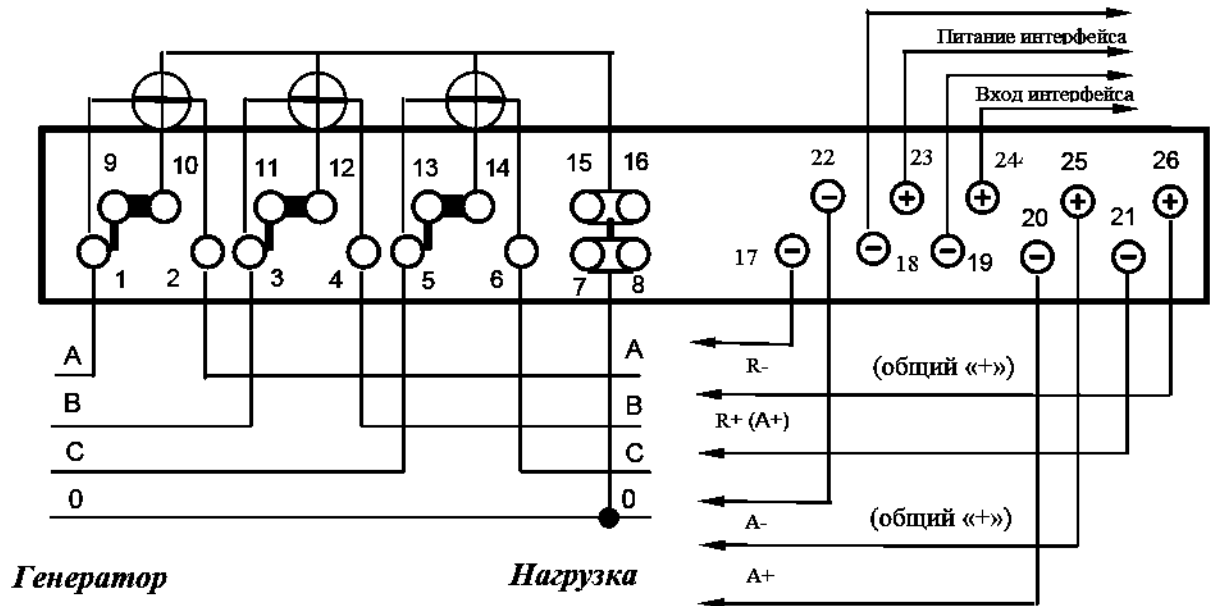 Питание интерфейса
Вход интерфейса
9 10 11 12 13 14 15 16 22 23 24 25 26
1 2 3 4 5 6 7 8 17 18 19 20 21
A A
R- (общий «+»)
B B
R+ (A+)
C C
0 0
A- (общий «+»)
A+
Генератор Нагрузка